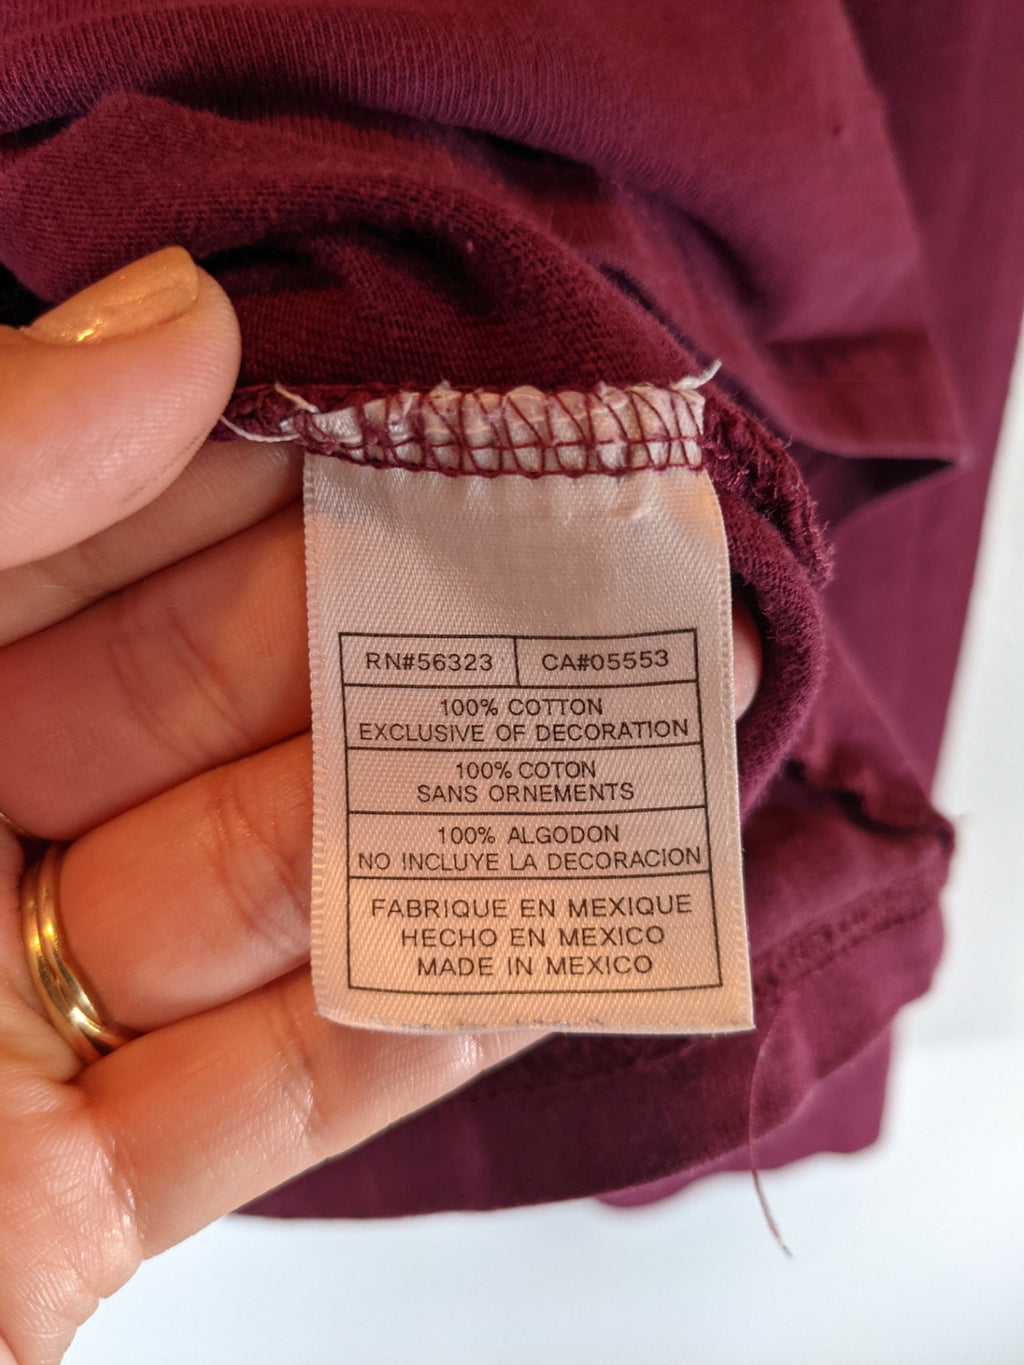 RN#56323 CA#05553
100% COTTON
EXCLUSIVE OF DECORATION
100% COTON
SANS ORNEMENTS
100% ALGODON
NO INCLUYE LA DECORACION
FABRIQUE EN MEXIQUE
HECHO EN MEXICO
MADE IN MEXICO